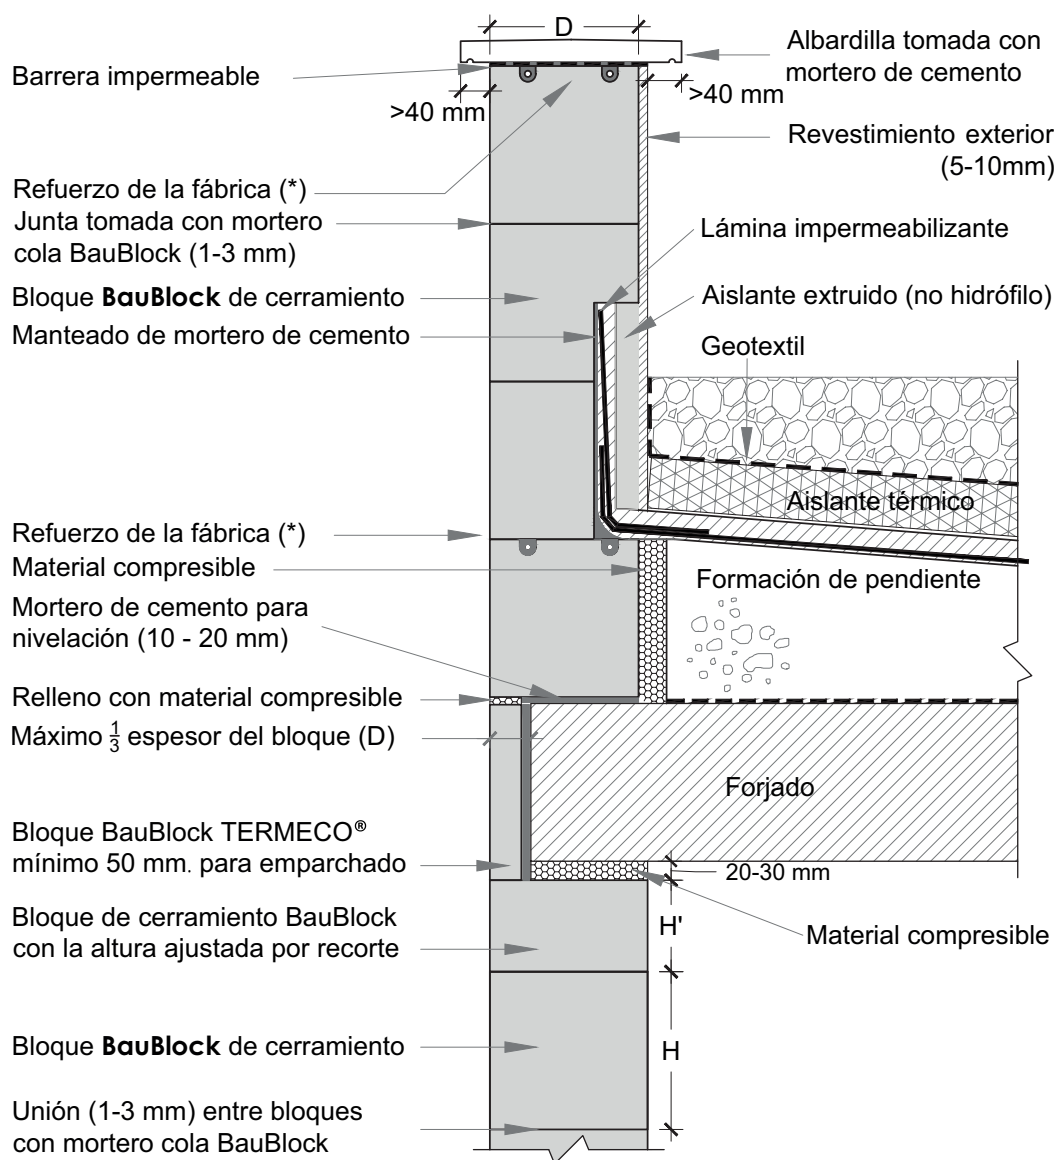 D
Albardilla tomada con
mortero de cemento
Barrera impermeable
>40 mm
>40 mm
Revestimiento exterior
(5-10mm)
Refuerzo de la fábrica (*)
Junta tomada con mortero
cola BauBlock (1-3 mm)
Lámina impermeabilizante
Bloque BauBlock de cerramiento
Aislante extruido (no hidrófilo)
Manteado de mortero de cemento
Geotextil
Aislante térmico
Refuerzo de la fábrica (*)
Material compresible
Formación de pendiente
Mortero de cemento para
nivelación (10 - 20 mm)
Relleno con material compresible
Máximo 1/3 espesor del bloque (D)
Forjado
Bloque BauBlock TERMECO®
mínimo 50 mm. para emparchado
20-30 mm
Bloque de cerramiento BauBlock
con la altura ajustada por recorte
H'
Material compresible
Bloque BauBlock de cerramiento
H
Unión (1-3 mm) entre bloques
con mortero cola BauBlock